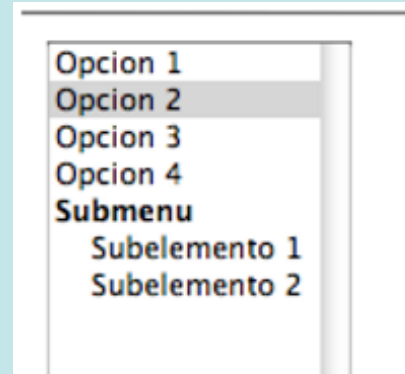 Opcion 1
Opcion 2
Opcion 3
Opcion 4
Submenu
Subelemento 1
Subelemento 2